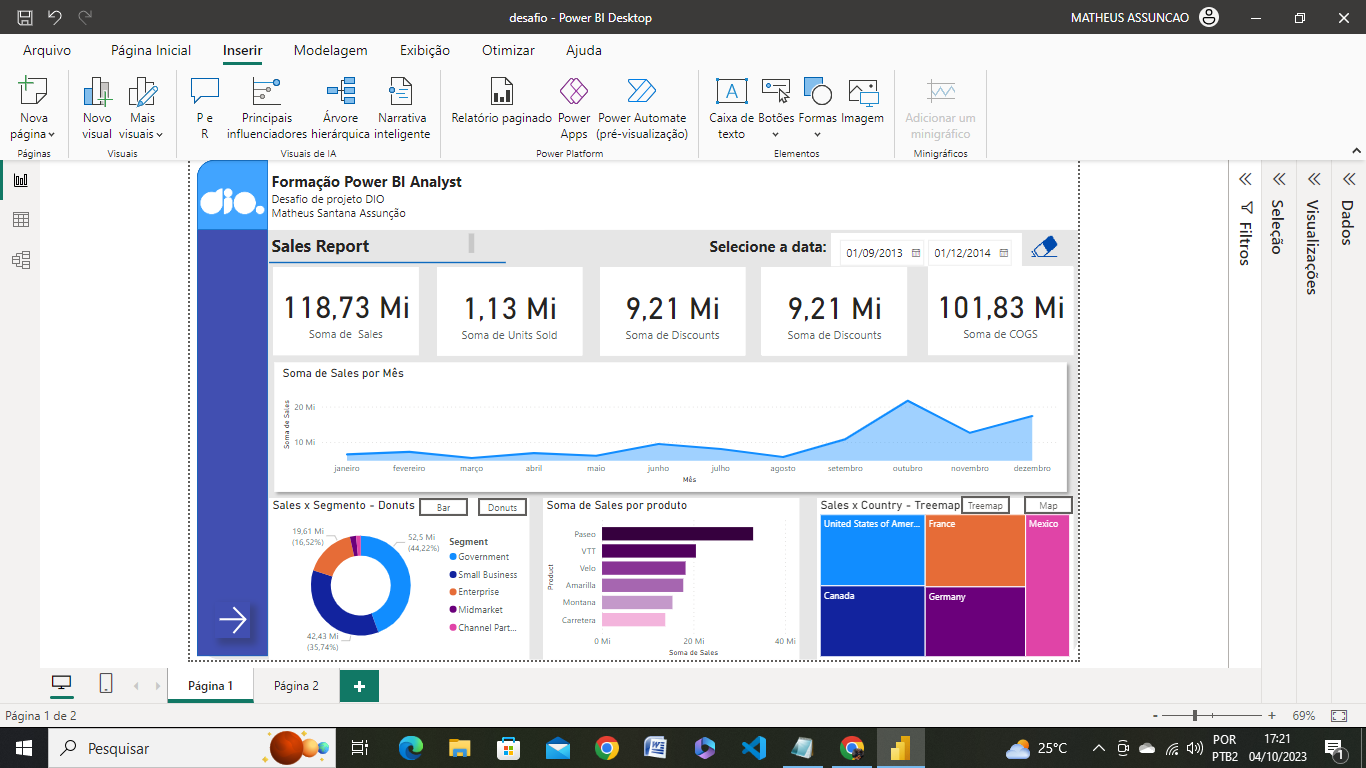 desafio - Power BI Desktop
MATHEUS ASSUNCAO
Arquivo
Página Inicial
Inserir
Modelagem
Exibição
Otimizar
Ajuda
Nova
página
Novo
visual
Mais
visuais
P e
R
Principais
influenciadores
Árvore
hierárquica
Narrativa
inteligente
Relatório paginado
Power
Apps
Power Automate
(pré-visualização)
Caixa de
texto
Botões
Formas
Imagem
Adicionar um
minigráfico
Páginas
Visuais
Visuais de IA
Power Platform
Elementos
Minigráficos
dio.
Formação Power BI Analyst
Desafio de projeto DIO
Matheus Santana Assunção
Sales Report
Selecione a data:
01/09/2013
01/12/2014
118,73 Mi
Soma de Sales
1,13 Mi
Soma de Units Sold
9,21 Mi
Soma de Discounts
9,21 Mi
Soma de Discounts
101,83 Mi
Soma de COGS
Soma de Sales por Mês
Soma de Sales
20 Mi
10 Mi
janeiro
fevereiro
março
abril
maio
junho
julho
agosto
setembro
outubro
novembro
dezembro
Mês
Sales x Segmento - Donuts
Bar
Donuts
19,61 Mi
(16,52%)
52,5 Mi
(44,22%)
42,43 Mi
(35,74%)
Segment
Government
Small Business
Enterprise
Midmarket
Channel Part...
Soma de Sales por produto
Product
Paseo
VTT
Velo
Amarilla
Montana
Carretera
0 Mi
20 Mi
40 Mi
Soma de Sales
Sales x Country - Treemap
Treemap
Map
United States of Amer...
France
Mexico
Canada
Germany
Filtros
Seleção
Visualizações
Dados
Página 1
Página 2
Página 1 de 2
69%
Pesquisar
25°C
POR
PTB2
17:21
04/10/2023
1